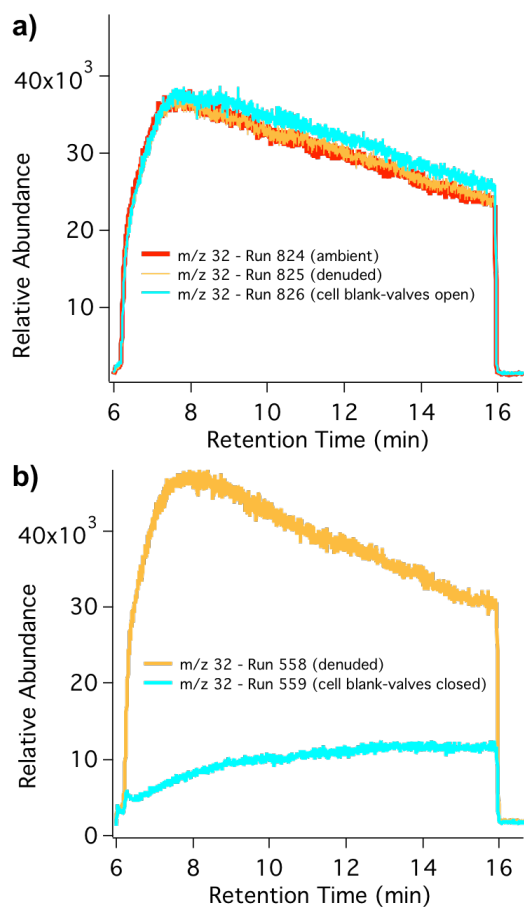 a)
40x10³
30
20
10
Relative Abundance
m/z 32 - Run 824 (ambient)
m/z 32 - Run 825 (denuded)
m/z 32 - Run 826 (cell blank-valves open)
6 8 10 12 14 16
Retention Time (min)
b)
40x10³
30
20
10
0
Relative Abundance
m/z 32 - Run 558 (denuded)
m/z 32 - Run 559 (cell blank-valves closed)
6 8 10 12 14 16
Retention Time (min)